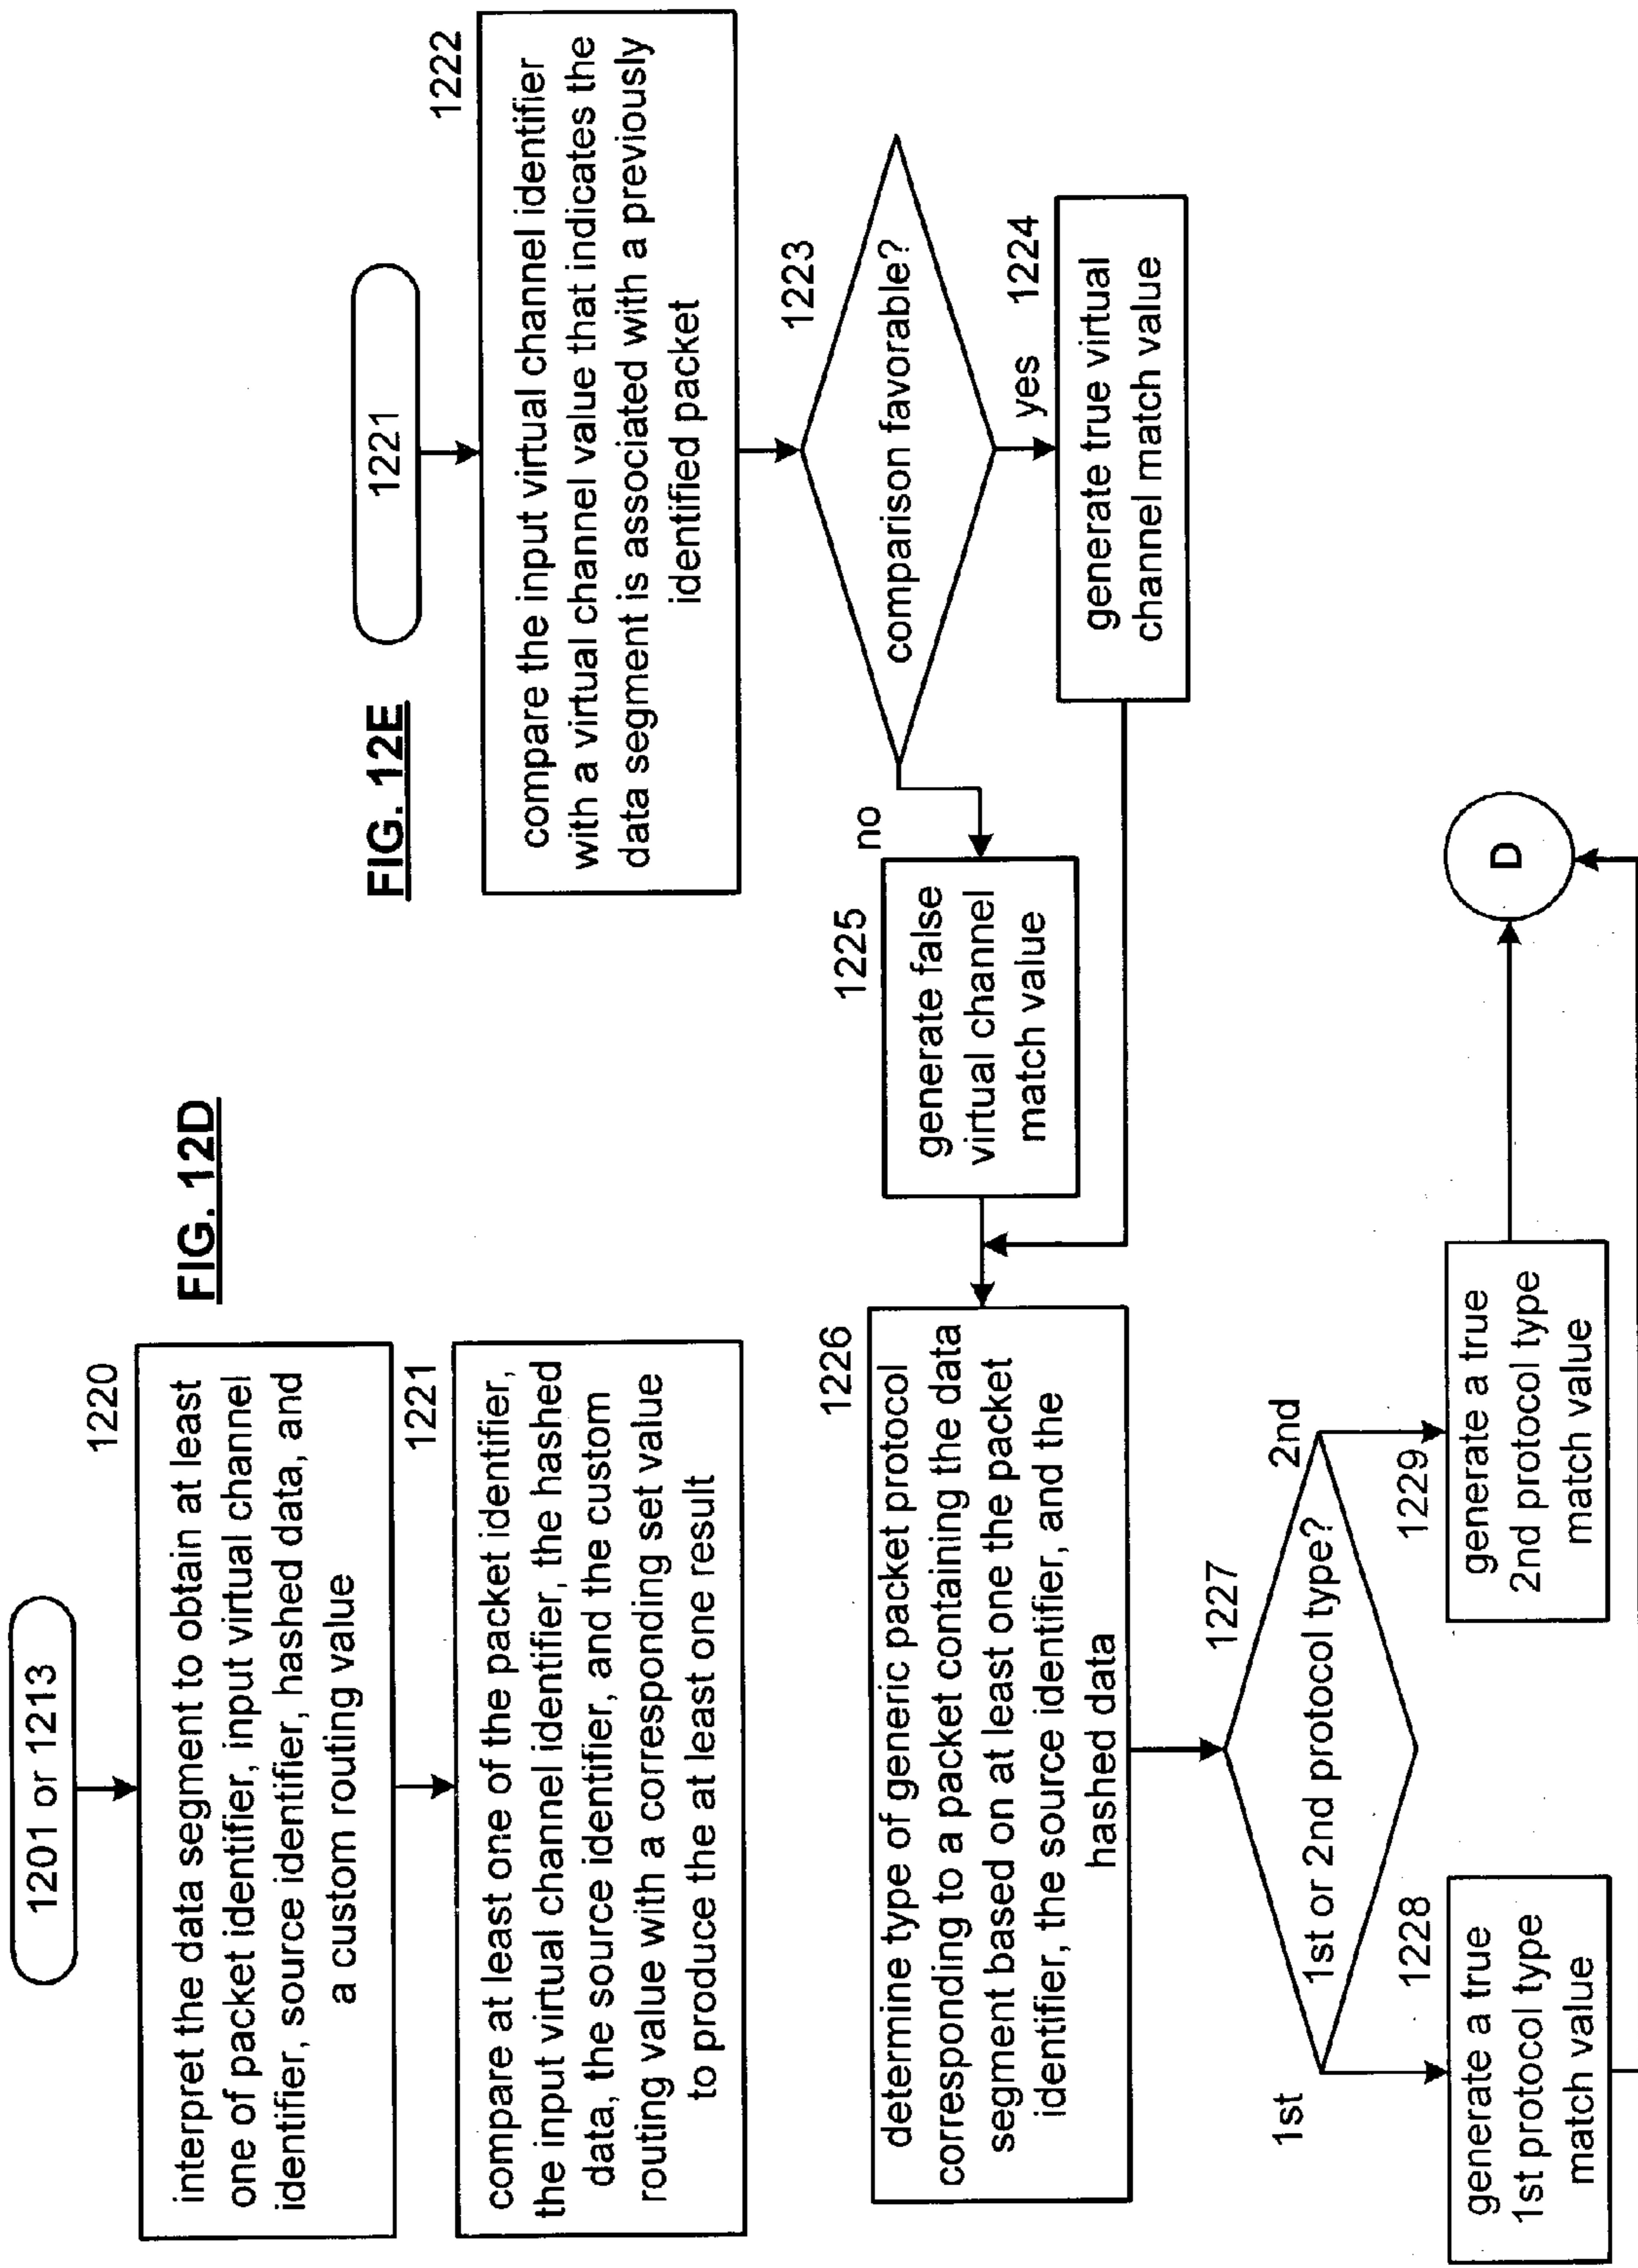 FIG. 12D
1201 or 1213
1220
interpret the data segment to obtain at least
one of packet identifier, input virtual channel
identifier, source identifier, hashed data, and
a custom routing value
1221
compare at least one of the packet identifier,
the input virtual channel identifier, the hashed
data, the source identifier, and the custom
routing value with a corresponding set value
to produce the at least one result
FIG. 12E
1221
1222
compare the input virtual channel identifier
with a virtual channel value that indicates the
data segment is associated with a previously
identified packet
1223
comparison favorable?
yes
1224
generate true virtual
channel match value
no
1225
generate false
virtual channel
match value
1226
determine type of generic packet protocol
corresponding to a packet containing the data
segment based on at least one the packet
identifier, the source identifier, and the
hashed data
1227
1st or 2nd protocol type?
1st
1228
generate a true
1st protocol type
match value
2nd
1229
generate a true
2nd protocol type
match value
D